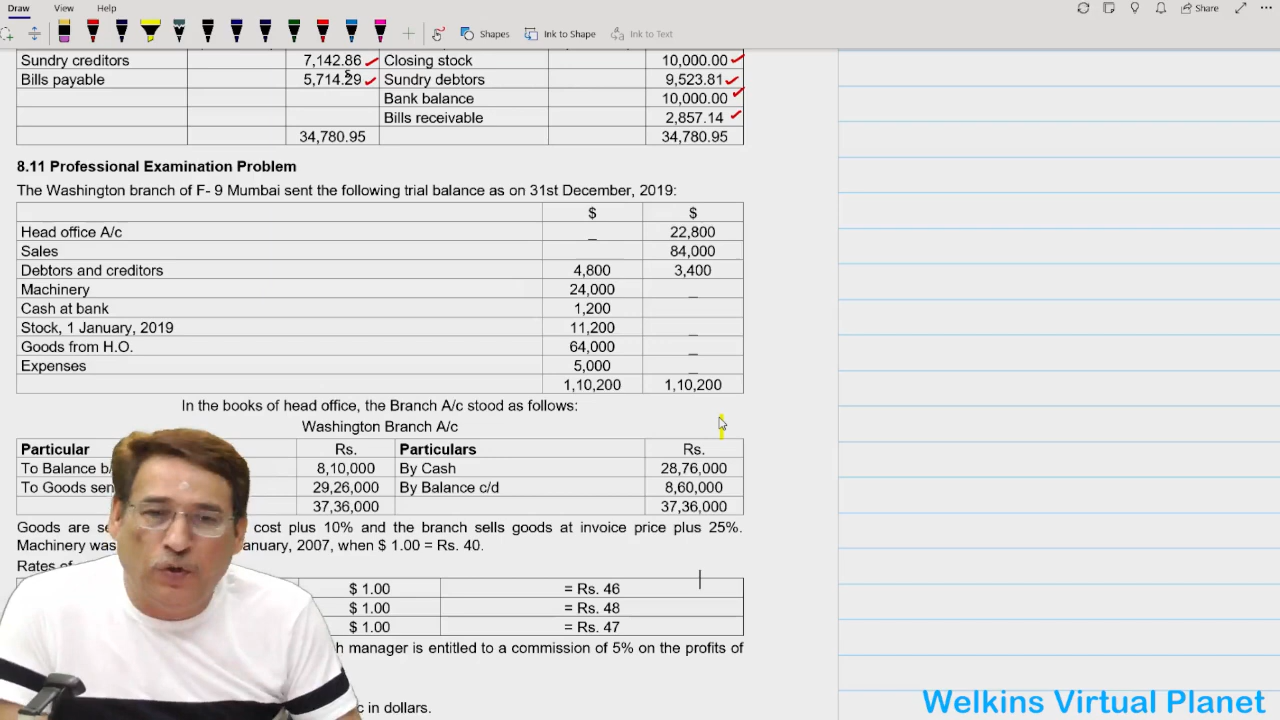 Draw View Help
Share
Shapes Ink to Shape Ink to Text
Sundry creditors 7,142.86 Closing stock 10,000.00
Bills payable 5,714.29 Sundry debtors 9,523.81
Bank balance 10,000.00
Bills receivable 2,857.14
34,780.95 34,780.95
8.11 Professional Examination Problem
The Washington branch of F- 9 Mumbai sent the following trial balance as on 31st December, 2019:
$ $
Head office A/c _ 22,800
Sales 84,000
Debtors and creditors 4,800 3,400
Machinery 24,000 _
Cash at bank 1,200
Stock, 1 January, 2019 11,200 _
Goods from H.O. 64,000 _
Expenses 5,000 _
1,10,200 1,10,200
In the books of head office, the Branch A/c stood as follows:
Washington Branch A/c
Particular Rs. Particulars Rs.
To Balance 8,10,000 By Cash 28,76,000
To Goods 29,26,000 By Balance c/d 8,60,000
37,36,000 37,36,000
Goods are cost plus 10% and the branch sells goods at invoice price plus 25%.
Machinery was 2007, when $ 1.00 = Rs. 40.
Rates
$ 1.00 = Rs. 46
$ 1.00 = Rs. 48
$ 1.00 = Rs. 47
manager is entitled to a commission of 5% on the profits of
in dollars.
Welkins Virtual Planet